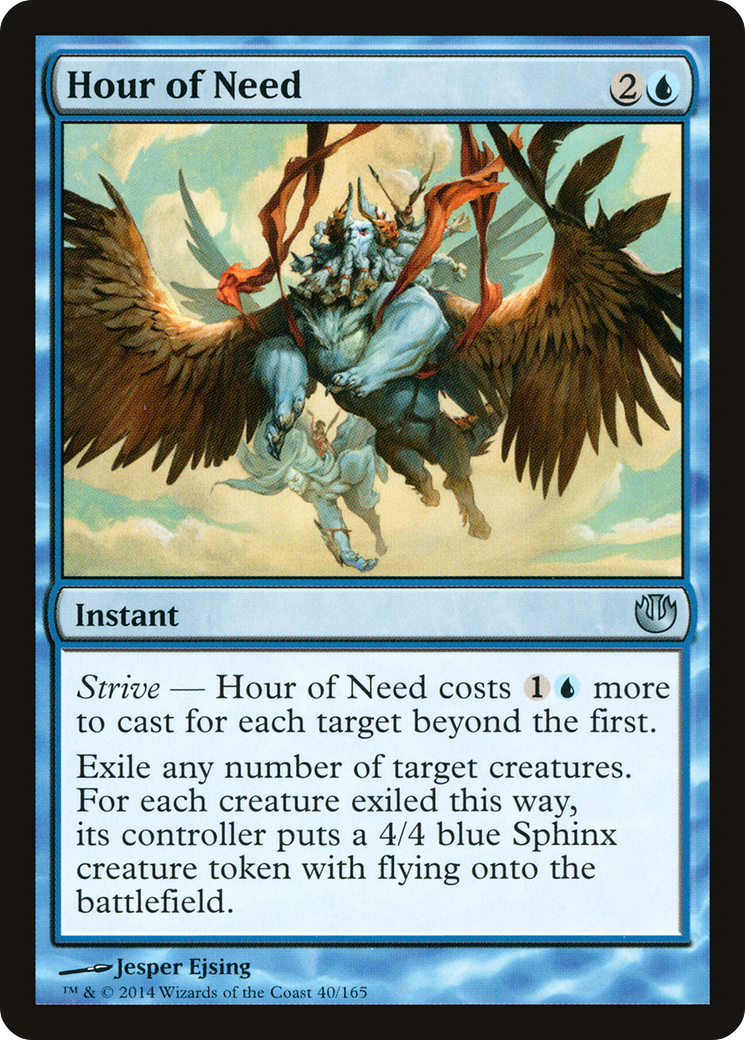 Hour of Need 2
Instant
Strive — Hour of Need costs 1 more
to cast for each target beyond the first.
Exile any number of target creatures.
For each creature exiled this way,
its controller puts a 4/4 blue Sphinx
creature token with flying onto the
battlefield.
Jesper Ejsing
™ & © 2014 Wizards of the Coast 40/165